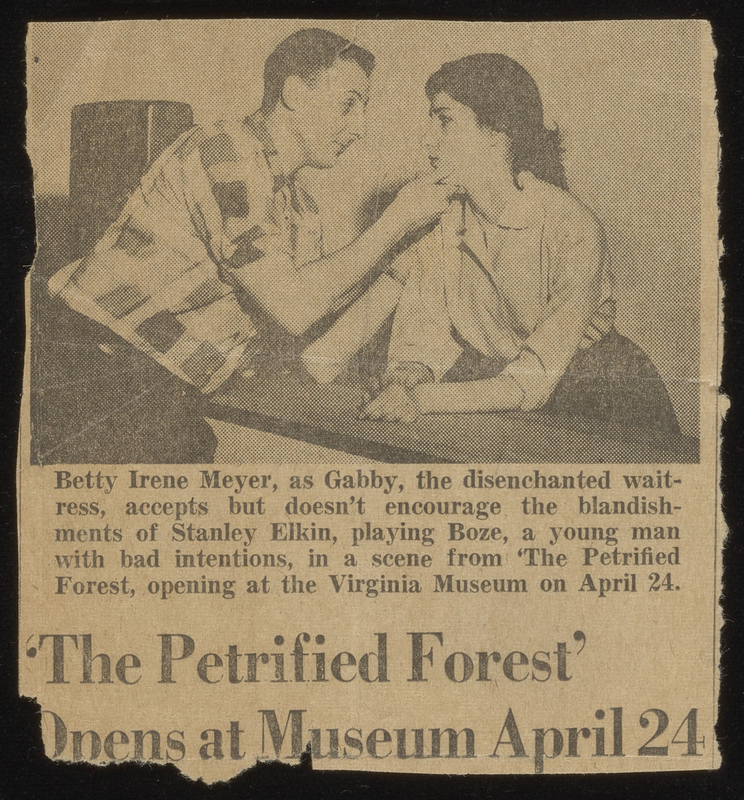 Betty Irene Meyer, as Gabby, the disenchanted wait-
ress, accepts but doesn't encourage the blandish-
ments of Stanley Elkin, playing Boze, a young man
with bad intentions, in a scene from 'The Petrified
Forest, opening at the Virginia Museum on April 24.
'The Petrified Forest'
Opens at Museum April 24